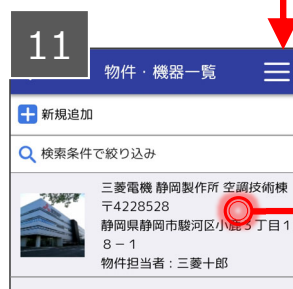 11
物件・機器一覧
新規追加
検索条件で絞り込み
三菱電機 静岡製作所 空調技術棟
〒4228528
静岡県静岡市駿河区小鹿3丁目1
8－1
物件担当者：三菱十郎